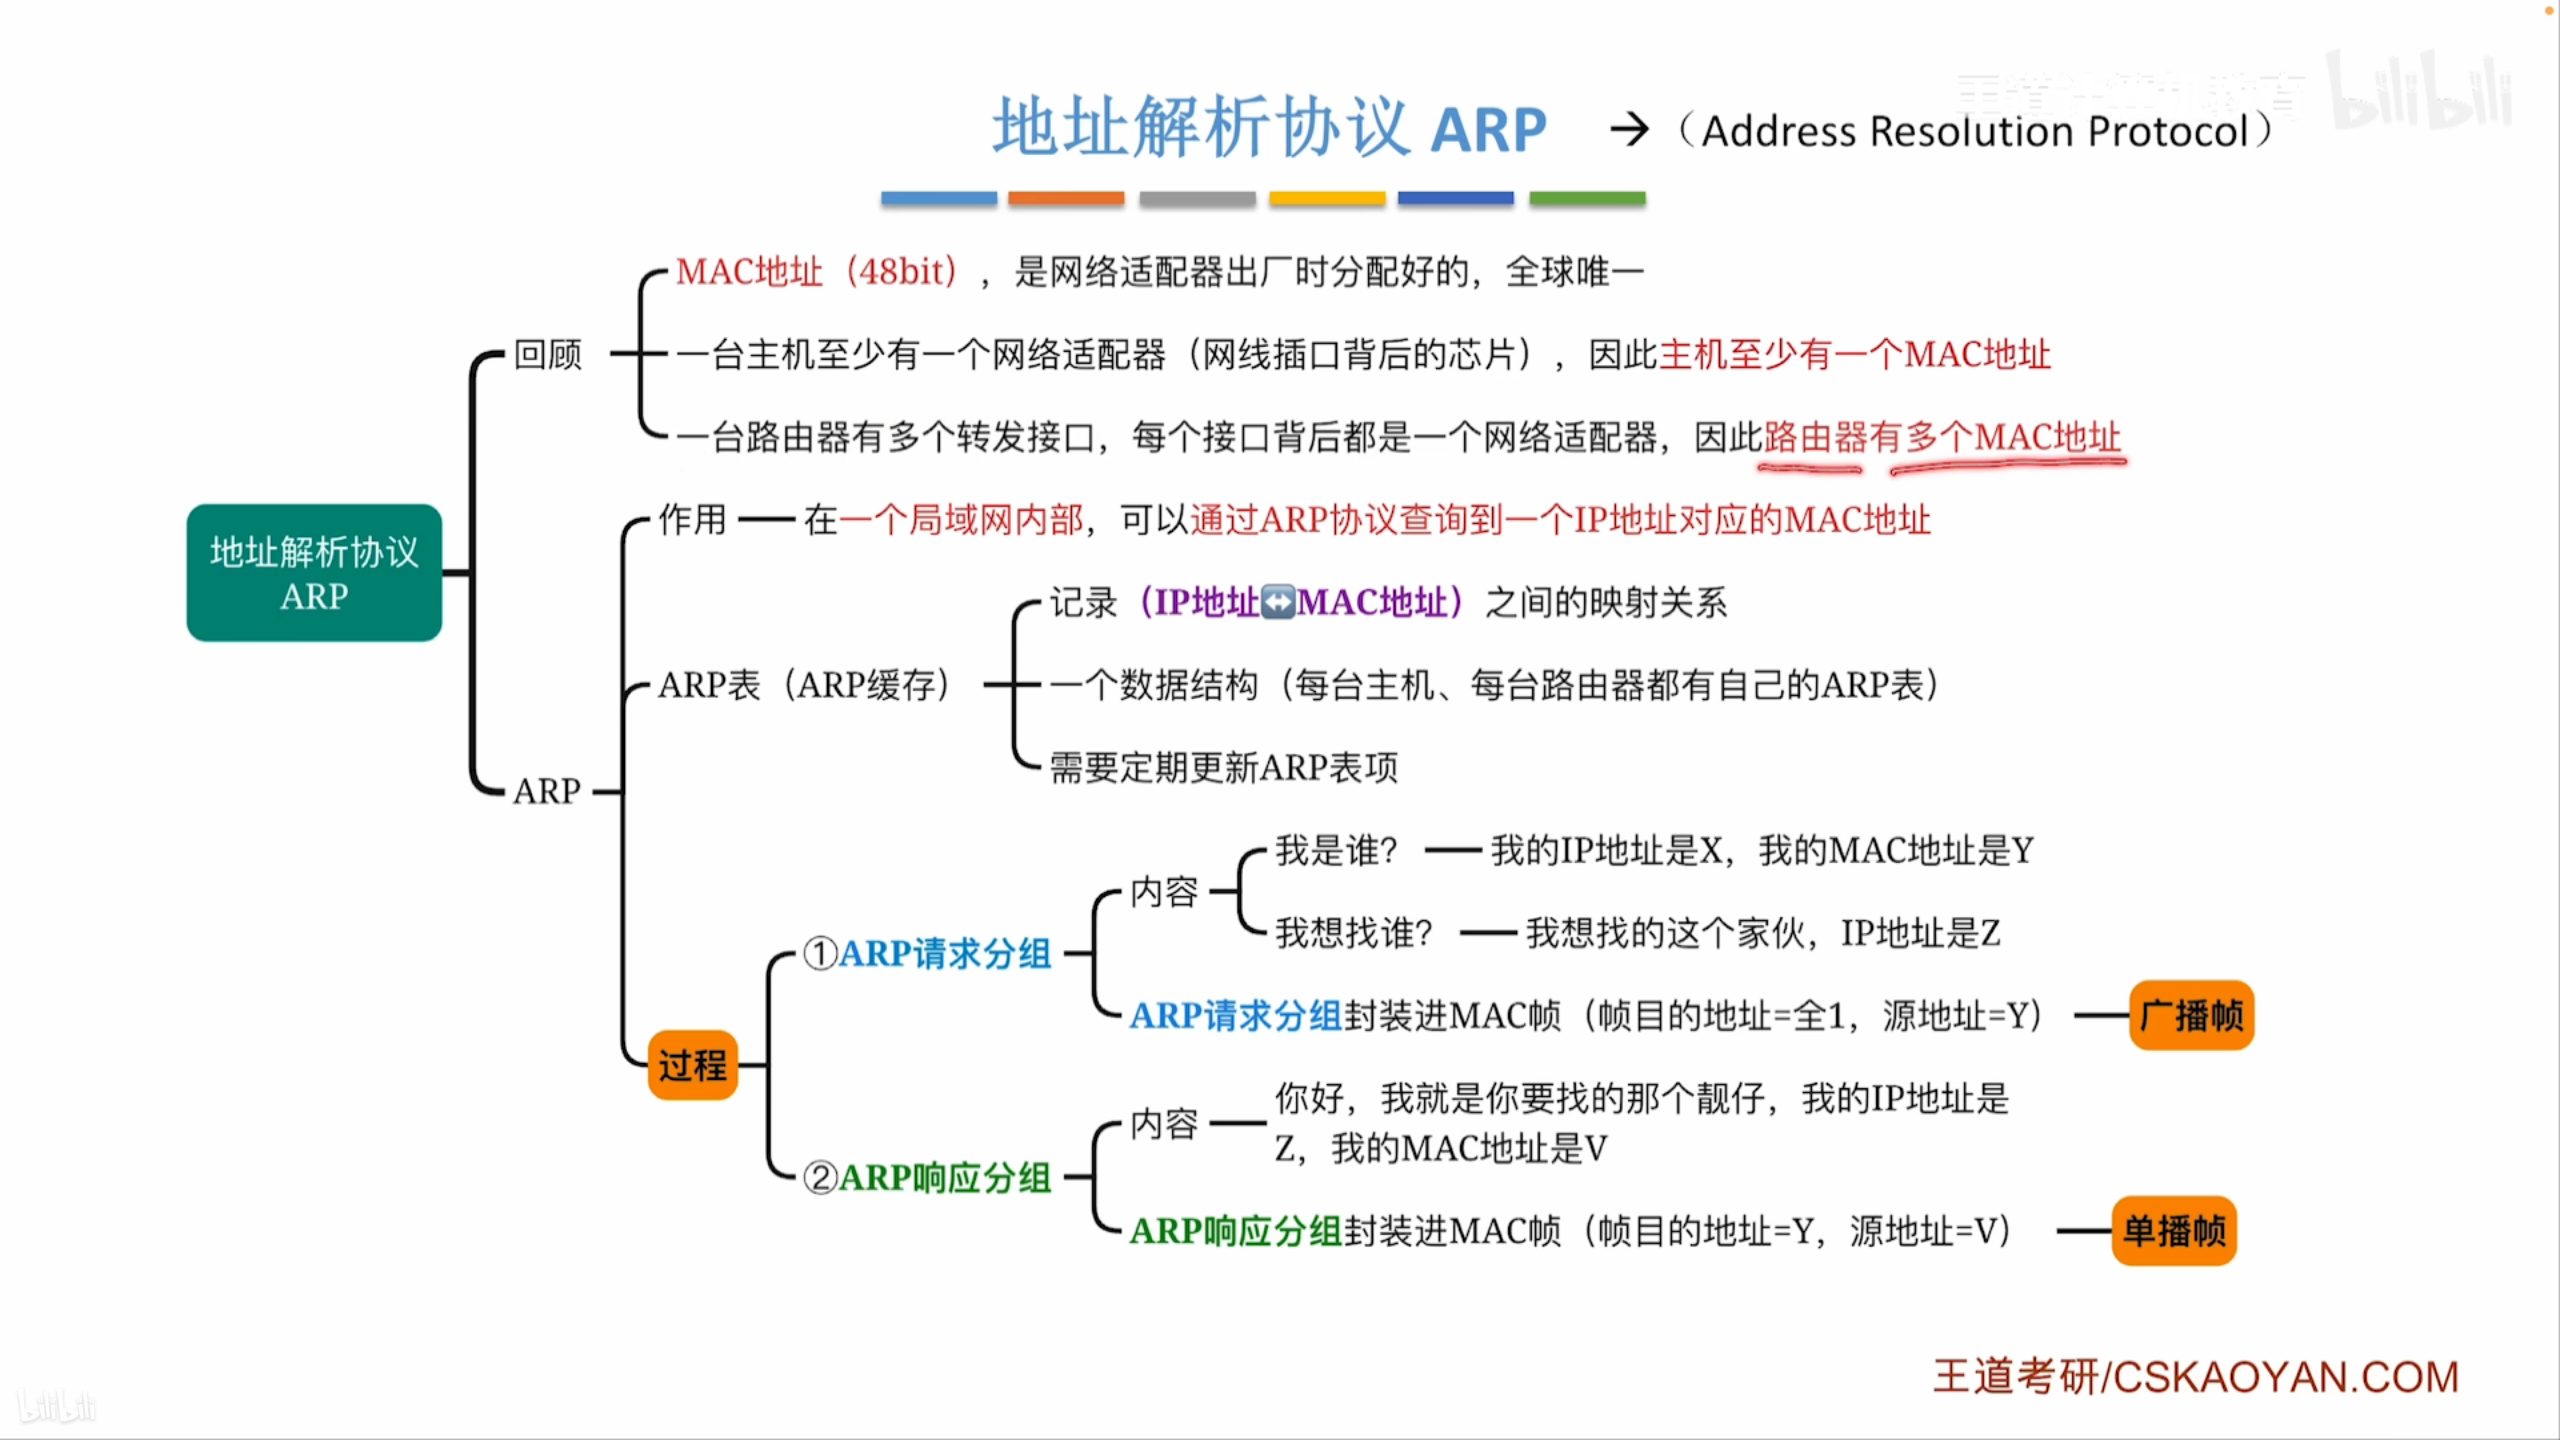 地址解析协议 ARP →（Address Resolution Protocol）
bilibili
MAC地址（48bit），是网络适配器出厂时分配好的，全球唯一
回顾
一台主机至少有一个网络适配器（网线插口背后的芯片），因此主机至少有一个MAC地址
一台路由器有多个转发接口，每个接口背后都是一个网络适配器，因此路由器有多个MAC地址
地址解析协议
ARP
作用
在一个局域网内部，可以通过ARP协议查询到一个IP地址对应的MAC地址
记录（IP地址↔MAC地址）之间的映射关系
ARP表（ARP缓存）
一个数据结构（每台主机、每台路由器都有自己的ARP表）
需要定期更新ARP表项
ARP
我是谁？
我的IP地址是X，我的MAC地址是Y
内容
我想找谁？
我想找的这个家伙，IP地址是Z
①ARP请求分组
ARP请求分组封装进MAC帧（帧目的地址=全1，源地址=Y）
广播帧
过程
内容
你好，我就是你要找的那个靓仔，我的IP地址是
Z，我的MAC地址是V
②ARP响应分组
ARP响应分组封装进MAC帧（帧目的地址=Y，源地址=V）
单播帧
王道考研/CSKAOYAN.COM
bilibili